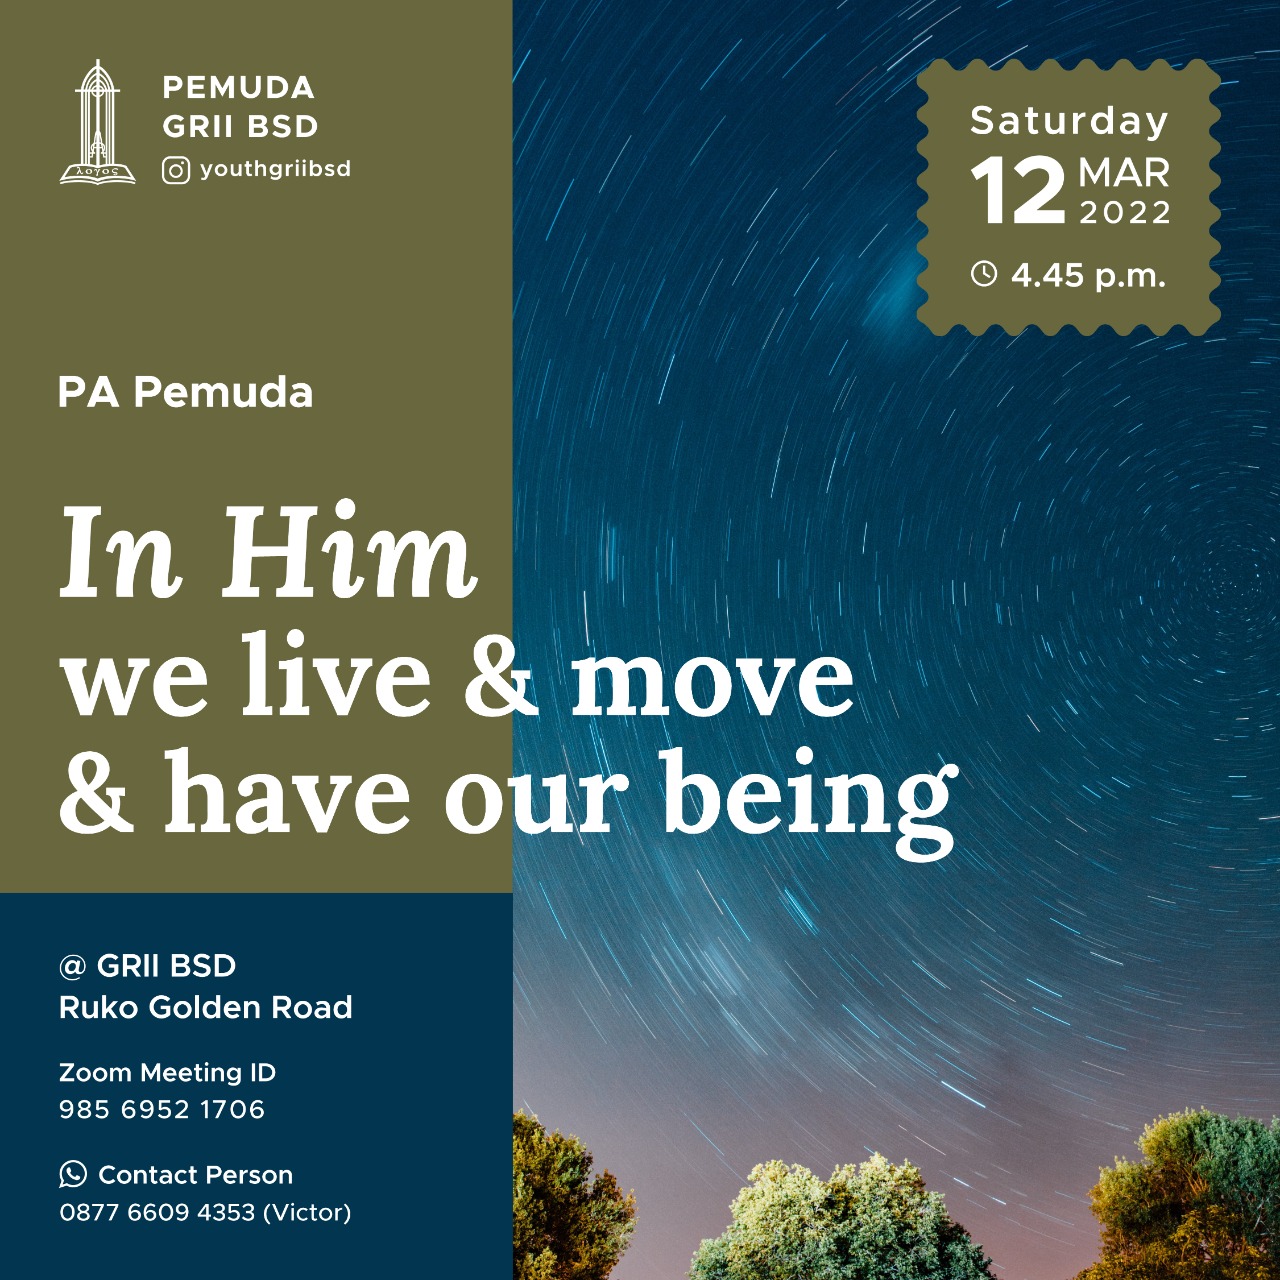 PEMUDA
GRII BSD
youthgriibsd
λογος
Saturday
12 MAR
2022
4.45 p.m.
PA Pemuda
In Him
we live & move
& have our being
@ GRII BSD
Ruko Golden Road
Zoom Meeting ID
985 6952 1706
Contact Person
0877 6609 4353 (Victor)